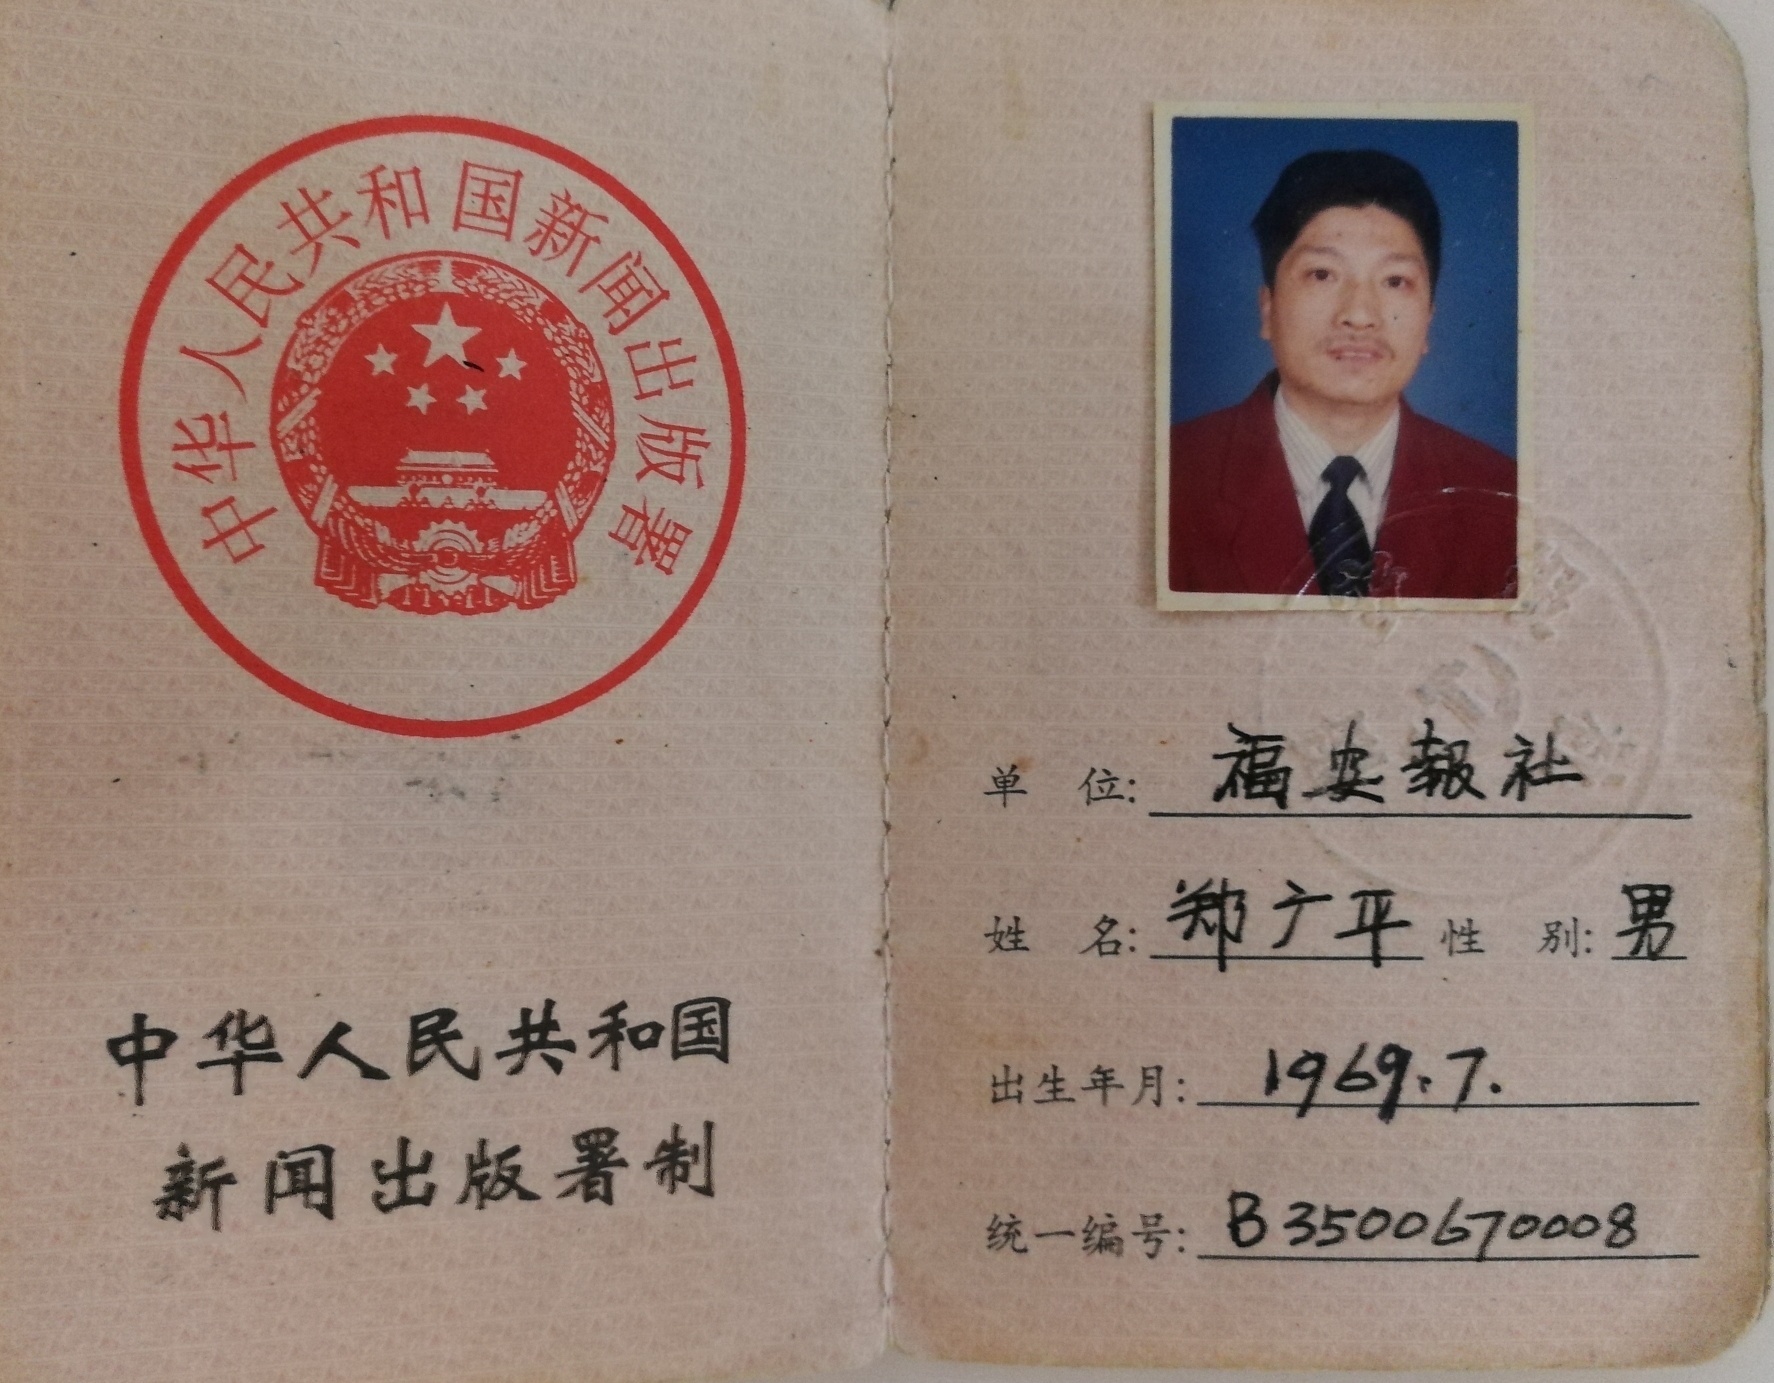 中华人民共和国新闻出版署
中华人民共和国
新闻出版署制
单 位: 福安報社
姓 名: 郑广平 性 别: 男
出生年月: 1969.7.
统一编号: B3500670008